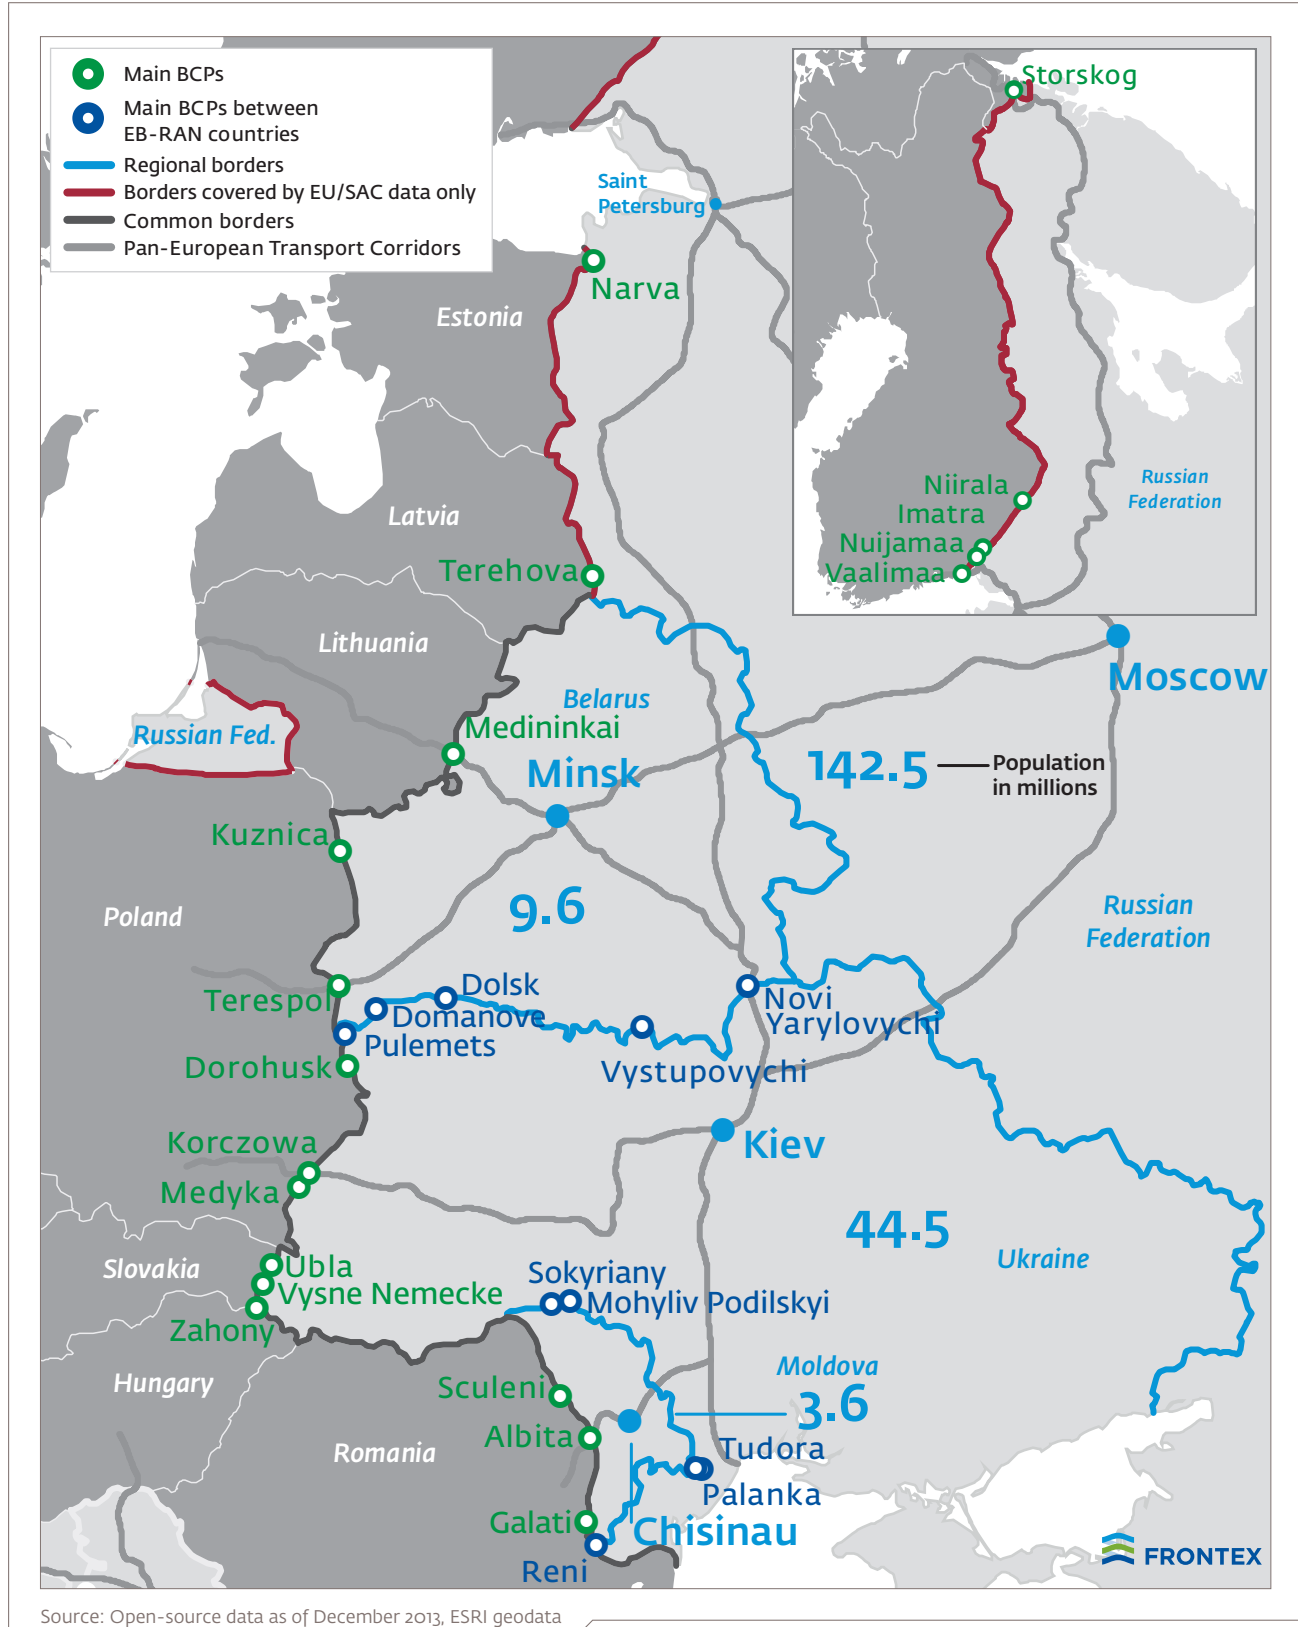 Main BCPs
Main BCPs between
EB-RAN countries
Regional borders
Borders covered by EU/SAC data only
Common borders
Pan-European Transport Corridors
Storskog
Saint
Petersburg
Narva
Estonia
Niirala
Imatra
Nuijamaa
Vaalimaa
Russian
Federation
Latvia
Terehova
Lithuania
Moscow
Belarus
Russian Fed.
Medininkai
Minsk
142.5
Population
in millions
Kuznica
9.6
Poland
Russian
Federation
Terespol
Dolsk
Domanove
Pulemets
Novi
Yarylovychi
Dorohusk
Vystupovychi
Korczowa
Kiev
Medyka
44.5
Ukraine
Slovakia
Ubla
Vysne Nemecke
Sokyriany
Mohyliv Podilskyi
Zahony
Hungary
Moldova
3.6
Sculeni
Albita
Romania
Tudora
Palanka
Galati
Chisinau
Reni
FRONTEX
Source: Open-source data as of December 2013, ESRI geodata